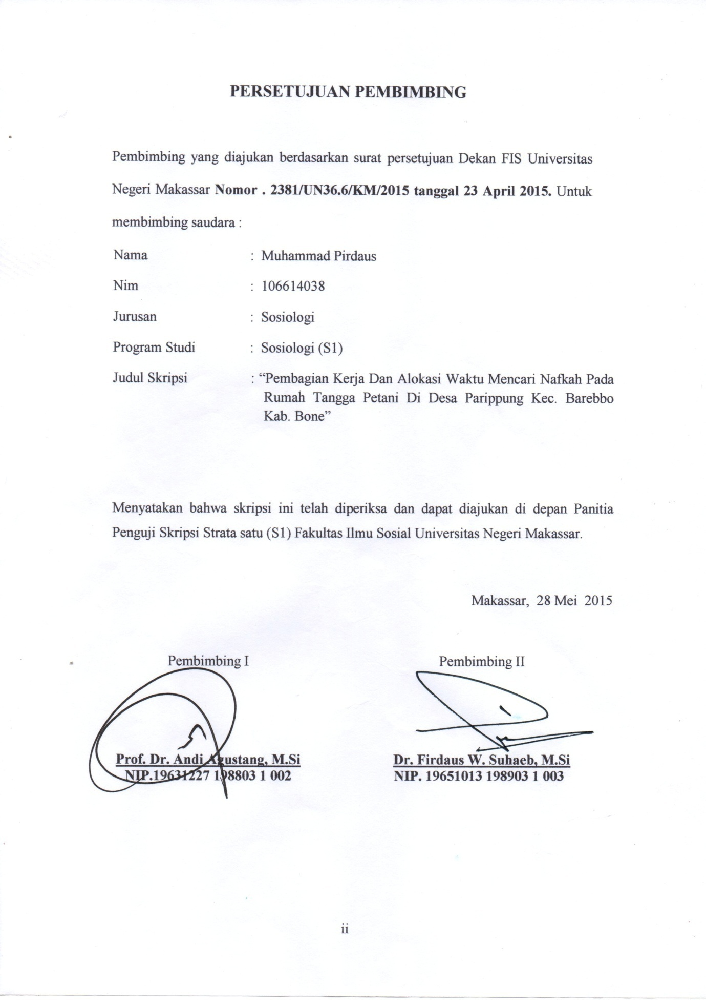 PERSETUJUAN PEMBIMBING
Pembimbing yang diajukan berdasarkan surat persetujuan Dekan FIS Universitas
Negeri Makassar Nomor . 2381/UN36.6/KM/2015 tanggal 23 April 2015. Untuk
membimbing saudara :
Nama : Muhammad Pirdaus
Nim : 106614038
Jurusan : Sosiologi
Program Studi : Sosiologi (S1)
Judul Skripsi : “Pembagian Kerja Dan Alokasi Waktu Mencari Nafkah Pada
Rumah Tangga Petani Di Desa Parippung Kec. Barebbo
Kab. Bone”
Menyatakan bahwa skripsi ini telah diperiksa dan dapat diajukan di depan Panitia
Penguji Skripsi Strata satu (S1) Fakultas Ilmu Sosial Universitas Negeri Makassar.
Makassar, 28 Mei 2015
Pembimbing I
Prof. Dr. Andi Agustang, M.Si
NIP.19631227 198803 1 002
Pembimbing II
Dr. Firdaus W. Suhaeb, M.Si
NIP. 19651013 198903 1 003
ii